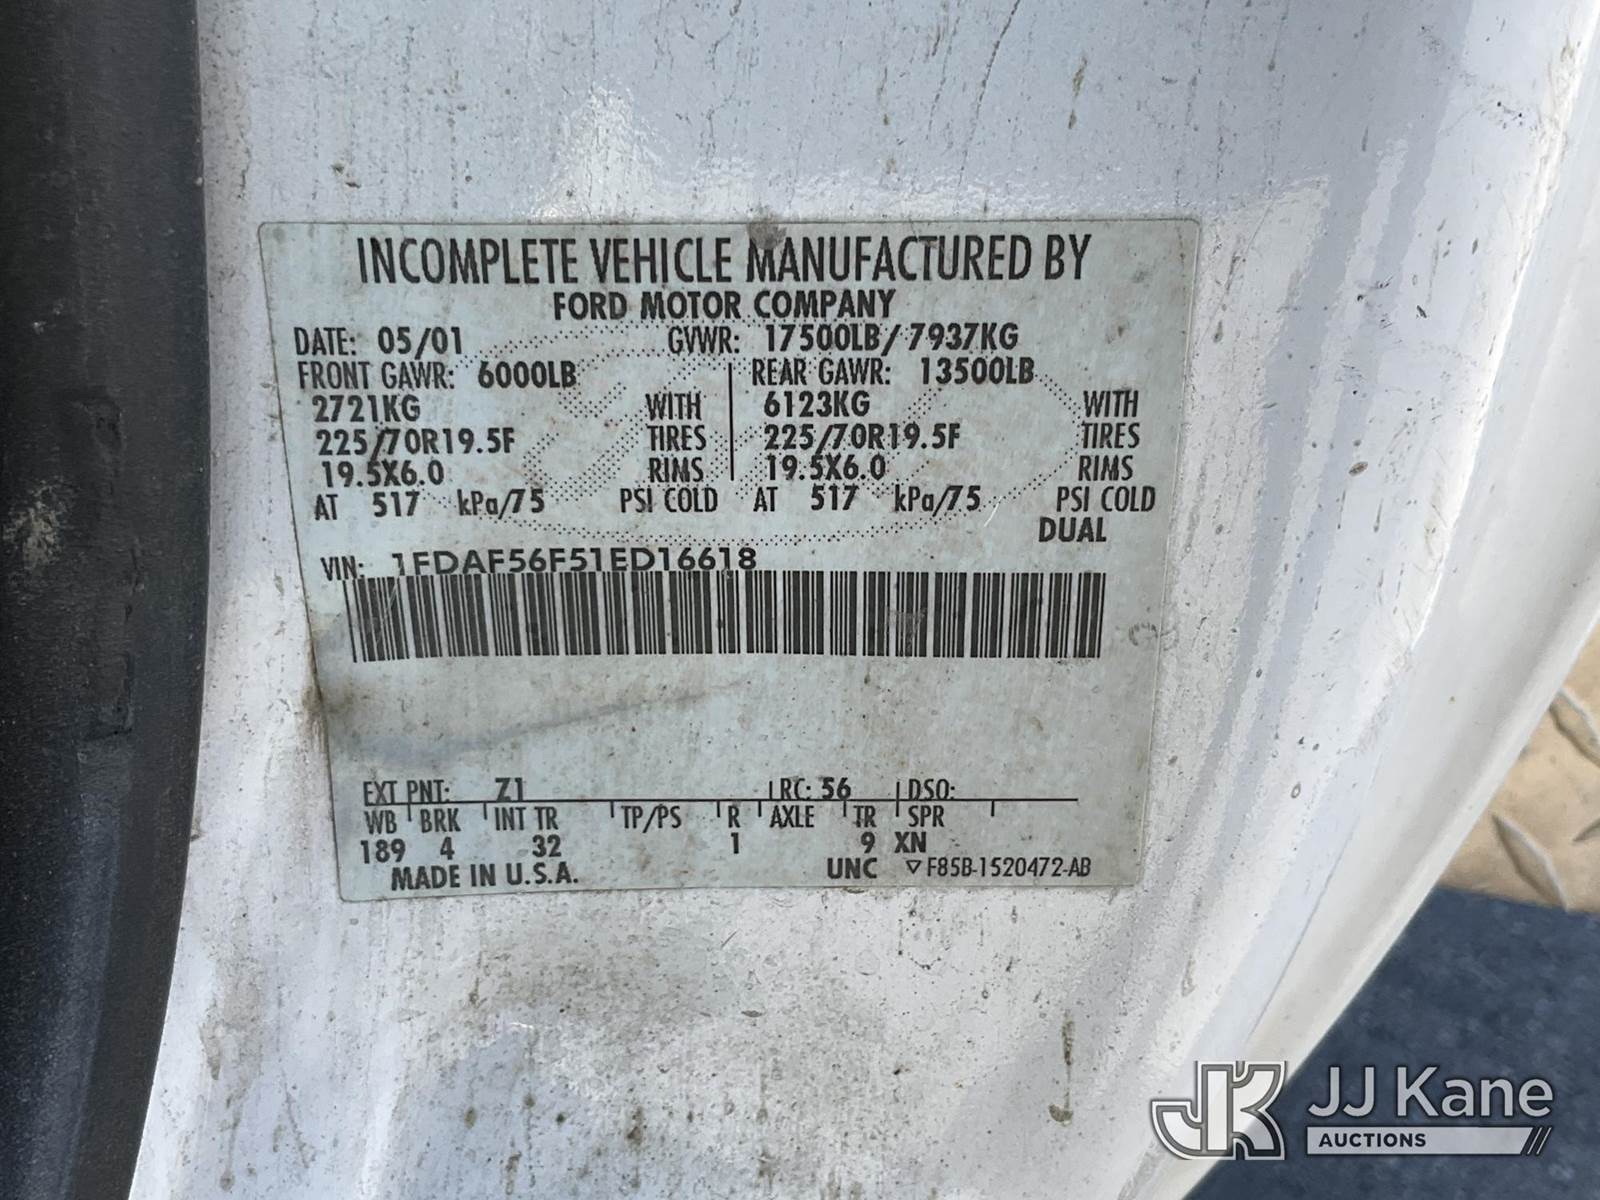 INCOMPLETE VEHICLE MANUFACTURED BY
FORD MOTOR COMPANY
DATE: 05/01 GVWR: 17500LB/ 7937KG
FRONT GAWR: 6000LB REAR GAWR: 13500LB
2721KG WITH 6123KG WITH
225/70R19.5F TIRES 225/70R19.5F TIRES
19.5X6.0 RIMS 19.5X6.0 RIMS
AT 517 kPa/75 PSI COLD AT 517 kPa/75 PSI COLD
DUAL
VIN: 1FDAF56F51ED16618
EXT PNT: Z1 RC: 56 DSO:
WB BRK INT TR TP/PS R AXLE TR SPR
189 4 32 1 9 XN
MADE IN U.S.A. UNC ▽F85B-1520472-AB
JK JJ Kane
AUCTIONS